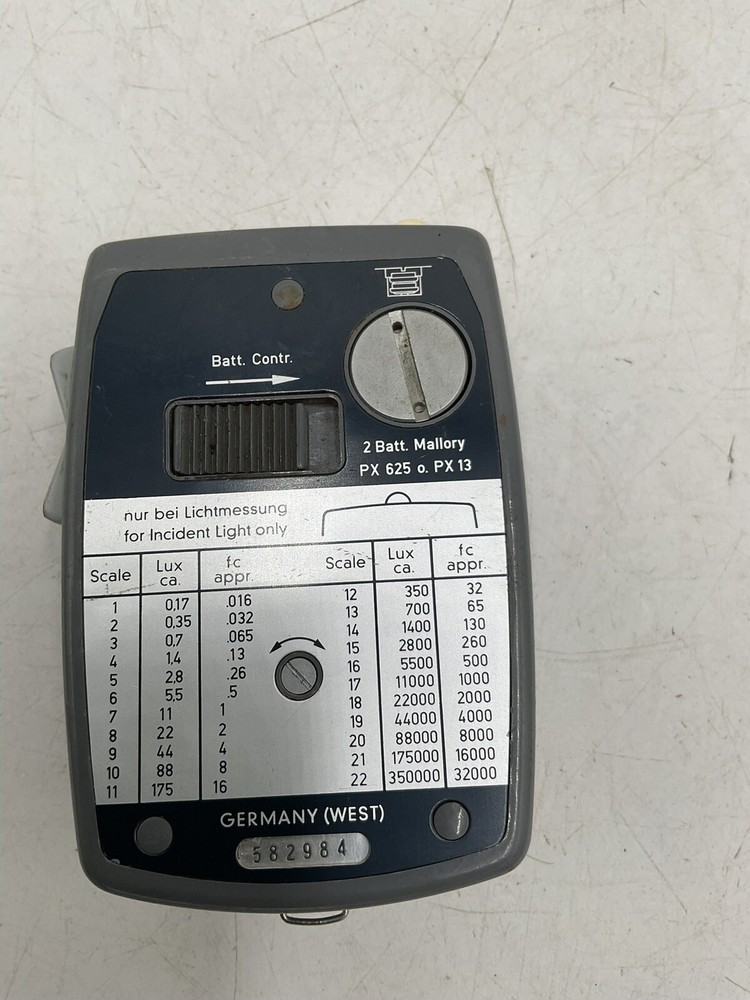 Batt. Contr.
2 Batt. Mallory
PX 625 o. PX 13
nur bei Lichtmessung
for Incident Light only
Scale Lux ca. fc appr. Scale Lux ca. fc appr.
1 0,17 .016 12 350 32
2 0,35 .032 13 700 65
3 0,7 .065 14 1400 130
4 1,4 .13 15 2800 260
5 2,8 .26 16 5500 500
6 5,5 .5 17 11000 1000
7 11 1 18 22000 2000
8 22 2 19 44000 4000
9 44 4 20 88000 8000
10 88 8 21 175000 16000
11 175 16 22 350000 32000
GERMANY (WEST)
582984